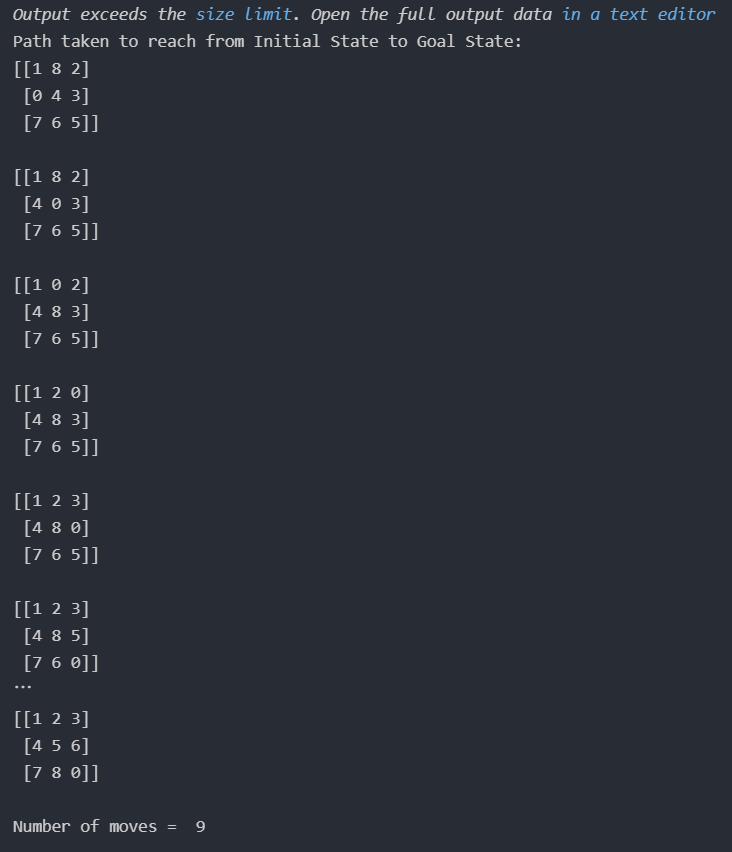 Output exceeds the size limit. Open the full output data in a text editor
Path taken to reach from Initial State to Goal State:
[[1 8 2]
 [0 4 3]
 [7 6 5]]

[[1 8 2]
 [4 0 3]
 [7 6 5]]

[[1 0 2]
 [4 8 3]
 [7 6 5]]

[[1 2 0]
 [4 8 3]
 [7 6 5]]

[[1 2 3]
 [4 8 0]
 [7 6 5]]

[[1 2 3]
 [4 8 5]
 [7 6 0]]
...
[[1 2 3]
 [4 5 6]
 [7 8 0]]

Number of moves =  9